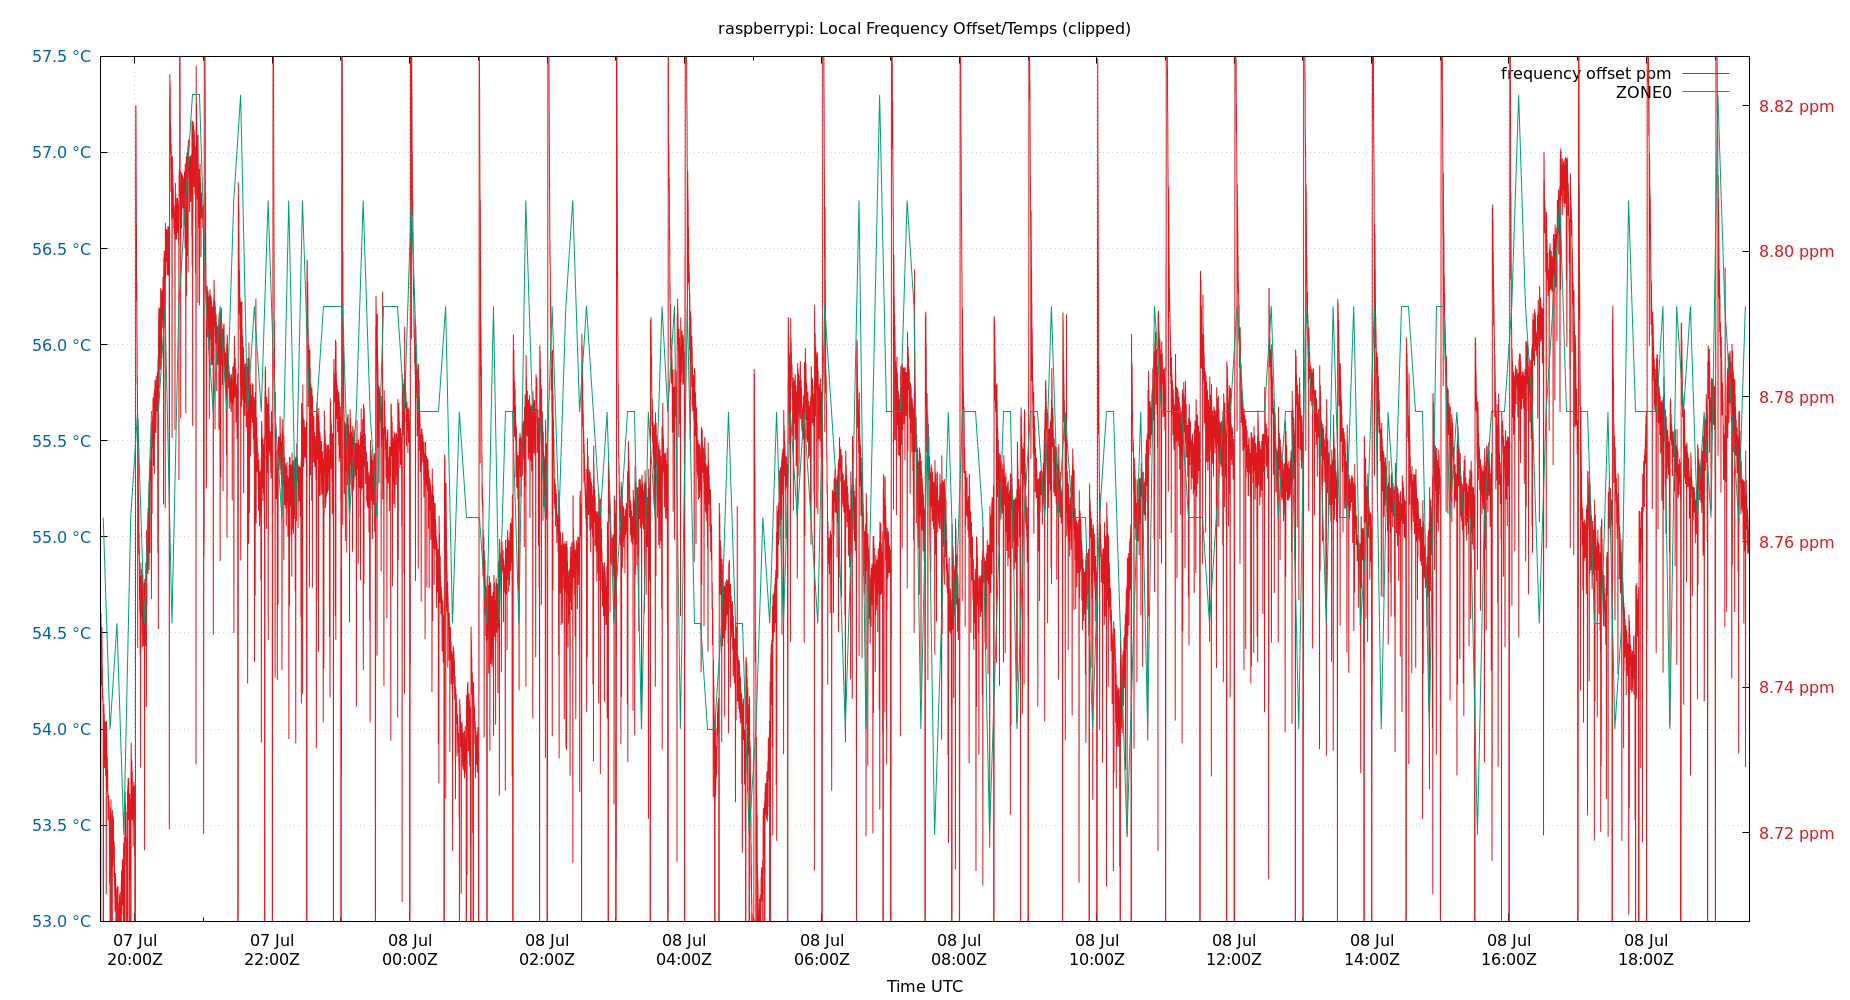 raspberrypi: Local Frequency Offset/Temps (clipped)
57.5 °C
57.0 °C
56.5 °C
56.0 °C
55.5 °C
55.0 °C
54.5 °C
54.0 °C
53.5 °C
53.0 °C
frequency offset ppm
ZONE0
8.82 ppm
8.80 ppm
8.78 ppm
8.76 ppm
8.74 ppm
8.72 ppm
07 Jul 07 Jul 08 Jul 08 Jul 08 Jul 08 Jul 08 Jul 08 Jul 08 Jul 08 Jul 08 Jul 08 Jul
20:00Z 22:00Z 00:00Z 02:00Z 04:00Z 06:00Z 08:00Z 10:00Z 12:00Z 14:00Z 16:00Z 18:00Z
Time UTC